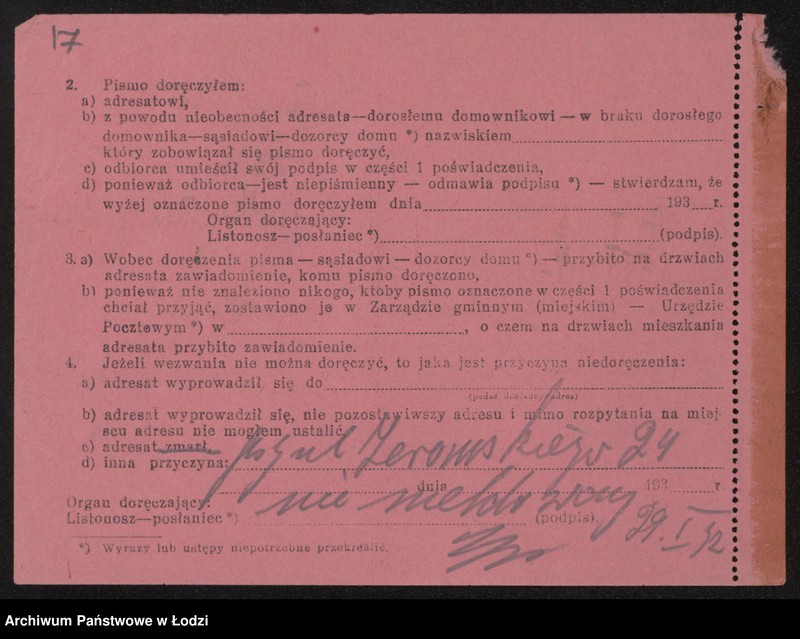 17
2. Pismo doręczyłem:
a) adresatowi,
b) z powodu nieobecności adresata—dorosłemu domownikowi — w braku dorosłego
domownika—sąsiadowi—dozorcy domu *) nazwiskiem
który zobowiązał się pismo doręczyć,
c) odbiorca umieścił swój podpis w części 1 poświadczenia,
d) ponieważ odbiorca—jest niepiśmienny — odmawia podpisu *) — stwierdzam, że
wyżej oznaczone pismo doręczyłem dnia 193 r.
Organ doręczający:
Listonosz—posłaniec *) (podpis).
3. a) Wobec doręczenia pisma — sąsiadowi — dozorcy domu *) — przybito na drzwiach
adresata zawiadomienie, komu pismo doręczono,
b) ponieważ nie znaleziono nikogo, ktoby pismo oznaczone w części 1 poświadczenia
chciał przyjąć, zostawiono je w Zarządzie gminnym (miejskim) — Urzędzie
Pocztowym *) w , o czem na drzwiach mieszkania
adresata przybito zawiadomienie.
4. Jeżeli wezwania nie można doręczyć, to jaka jest przyczyna niedoręczenia:
a) adresat wyprowadził się do
(podać dokładny adres)
b) adresat wyprowadził się, nie pozostawiwszy adresu i mimo rozpytania na miej-
scu adresu nie mogłem ustalić
c) adresat zmarł
d) inna przyczyna: ul Żeromskiego 24
dnia 193 r.
nie meldowany
Organ doręczający:
Listonosz—posłaniec *) (podpis).
29. I 32
*) Wyrazy lub ustępy niepotrzebne przekreślić.
Archiwum Państwowe w Łodzi